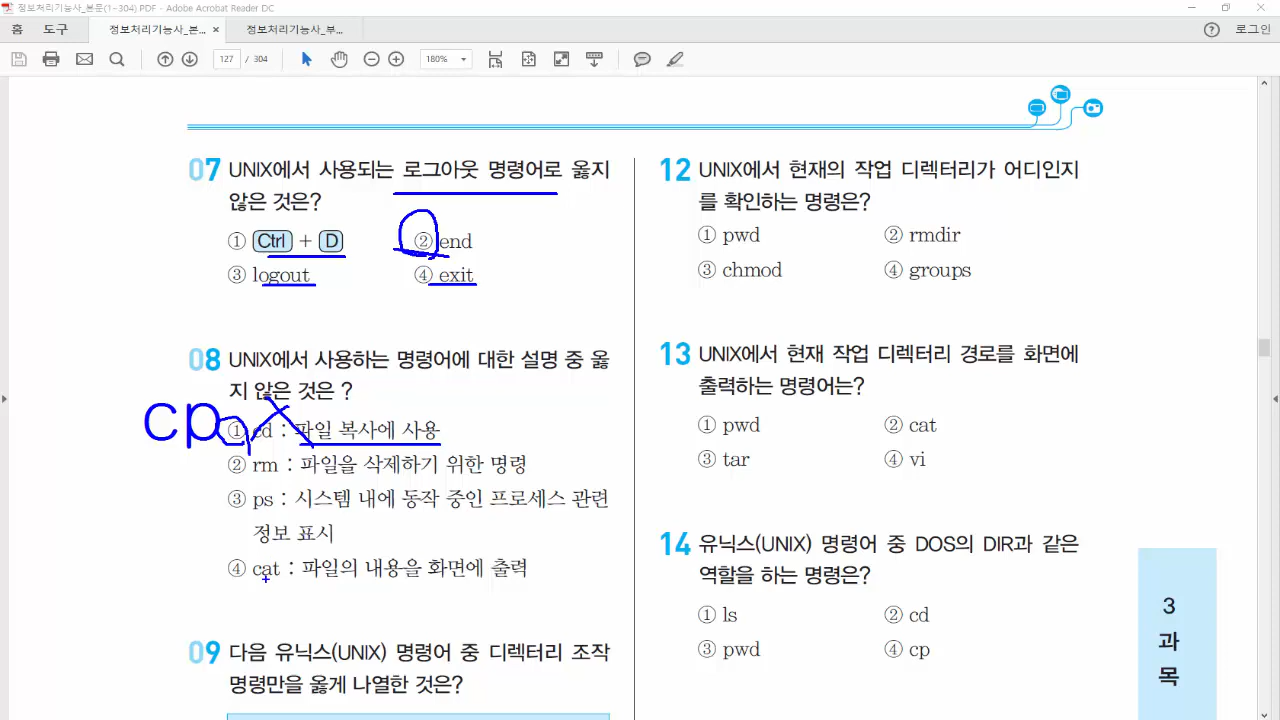 정보처리기능사_본문(1~304) PDF - Adobe Acrobat Reader DC
홈 도구 정보처리기능사_본... × 정보처리기능사_부... ? 로그인
127 / 304 180%
07 UNIX에서 사용되는 로그아웃 명령어로 옳지
않은 것은?
① Ctrl + D ② end
③ logout ④ exit
08 UNIX에서 사용하는 명령어에 대한 설명 중 옳
지 않은 것은 ?
cp
① cd : 파일 복사에 사용
② rm : 파일을 삭제하기 위한 명령
③ ps : 시스템 내에 동작 중인 프로세스 관련
정보 표시
④ cat : 파일의 내용을 화면에 출력
09 다음 유닉스(UNIX) 명령어 중 디렉터리 조작
명령만을 옳게 나열한 것은?
12 UNIX에서 현재의 작업 디렉터리가 어디인지
를 확인하는 명령은?
① pwd ② rmdir
③ chmod ④ groups
13 UNIX에서 현재 작업 디렉터리 경로를 화면에
출력하는 명령어는?
① pwd ② cat
③ tar ④ vi
14 유닉스(UNIX) 명령어 중 DOS의 DIR과 같은
역할을 하는 명령은?
① ls ② cd
③ pwd ④ cp
3
과
목